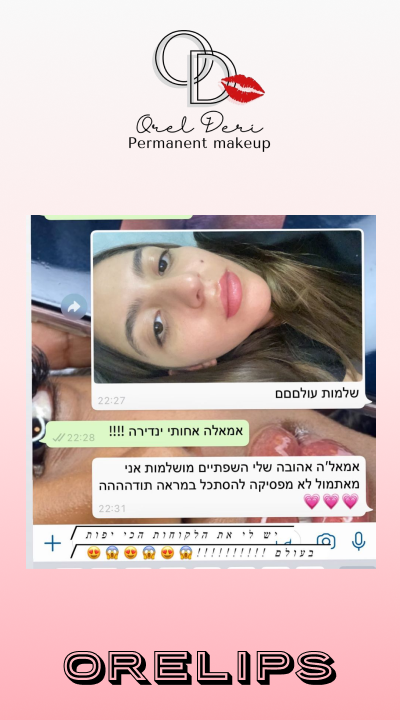 OD
Orel Deri
Permanent makeup
שלמות עולםםם
22:27
אמאלה אחותי ינדירה !!!!
22:28
אמאל'ה אהובה שלי השפתיים מושלמות אני
מאתמול לא מפסיקה להסתכל במראה תודהההה
💗💗💗
22:31
יש לי את הלקוחות הכי יפות
בעולם !!!!!!!!!!😍😱😍😱😍😱😍
ORELIPS